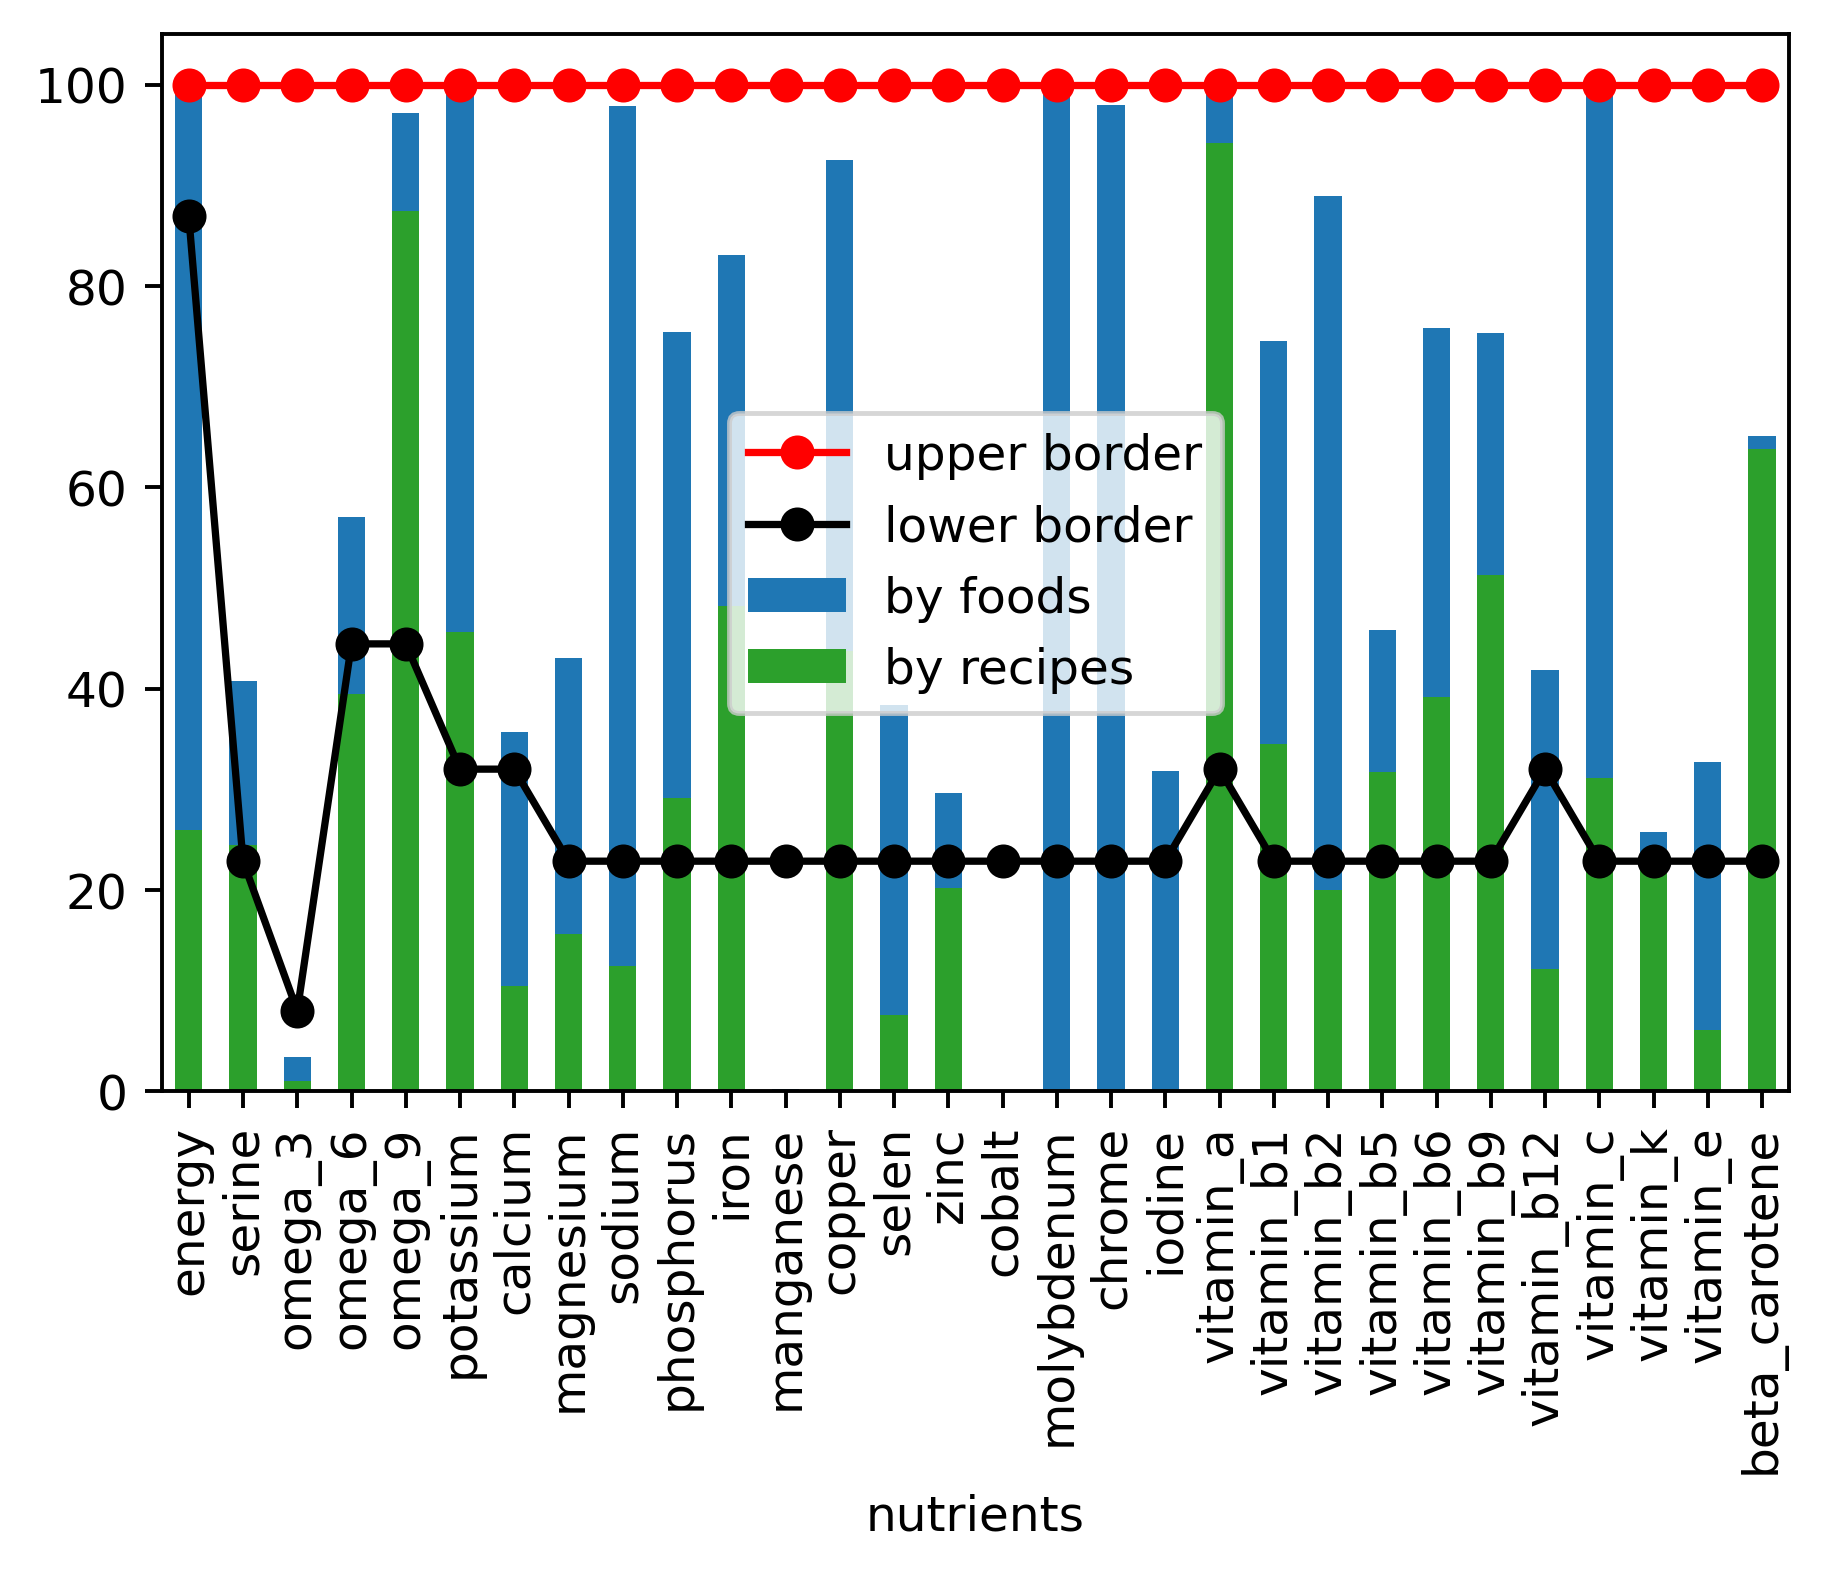 100
80
60
40
20
0
upper border
lower border
by foods
by recipes
energy
serine
omega_3
omega_6
omega_9
potassium
calcium
magnesium
sodium
phosphorus
iron
manganese
copper
selen
zinc
cobalt
molybdenum
chrome
iodine
vitamin_a
vitamin_b1
vitamin_b2
vitamin_b5
vitamin_b6
vitamin_b9
vitamin_b12
vitamin_c
vitamin_k
vitamin_e
beta_carotene
nutrients